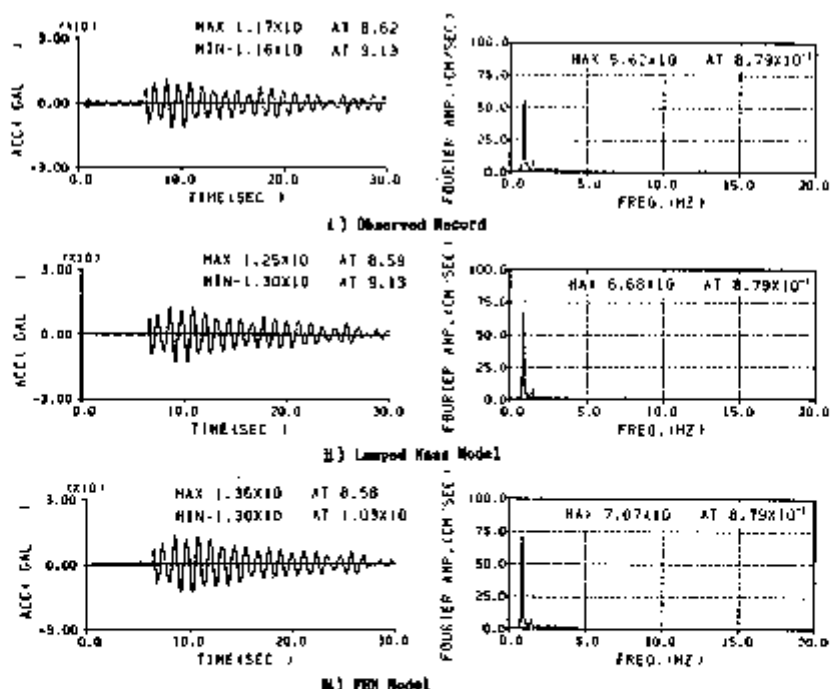 (X10) MAX 1.17X10 AT 8.62
MIN-1.16X10 AT 9.13
3.00
0.00
-3.00
ACC( GAL )
0.0 10.0 20.0 30.0
TIME(SEC )
100.0
75.0
50.0
25.0
0.0
FOURIER AMP.(CM/SEC)
MAX 5.62X10 AT 8.79X10⁻¹
0.0 5.0 10.0 15.0 20.0
FREQ.(HZ)
i) Observed Record
(X10) MAX 1.25X10 AT 8.59
MIN-1.30X10 AT 9.13
3.00
0.00
-3.00
ACC( GAL )
0.0 10.0 20.0 30.0
TIME(SEC )
100.0
75.0
50.0
25.0
0.0
FOURIER AMP.(CM/SEC)
MAX 6.68X10 AT 8.79X10⁻¹
0.0 5.0 10.0 15.0 20.0
FREQ.(HZ)
ii) Lumped Mass Model
(X10) MAX 1.36X10 AT 8.58
MIN-1.30X10 AT 1.03X10
3.00
0.00
-3.00
ACC( GAL )
0.0 10.0 20.0 30.0
TIME(SEC )
100.0
75.0
50.0
25.0
0.0
FOURIER AMP.(CM/SEC)
MAX 7.07X10 AT 8.79X10⁻¹
0.0 5.0 10.0 15.0 20.0
FREQ.(HZ)
iii) FEM Model